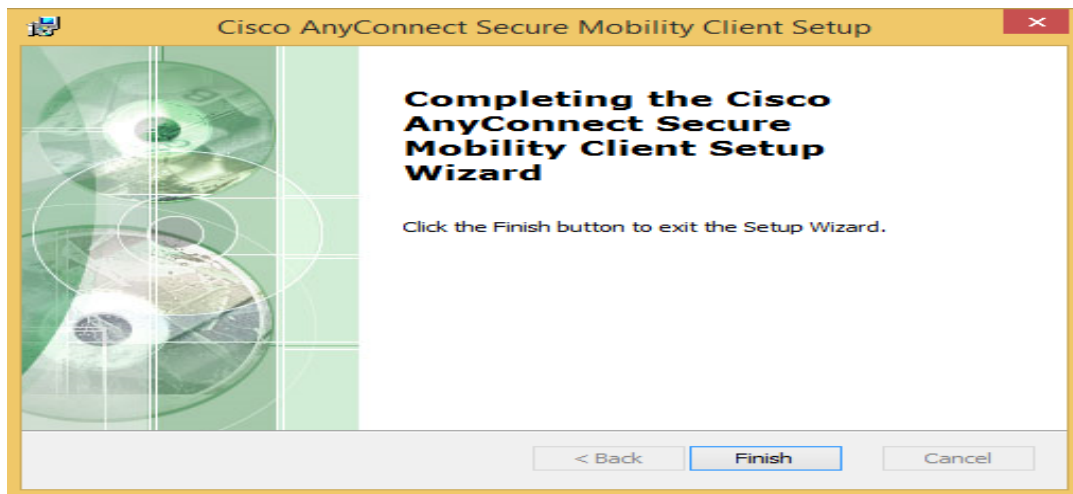 Cisco AnyConnect Secure Mobility Client Setup
Completing the Cisco
AnyConnect Secure
Mobility Client Setup
Wizard
Click the Finish button to exit the Setup Wizard.
< Back Finish Cancel